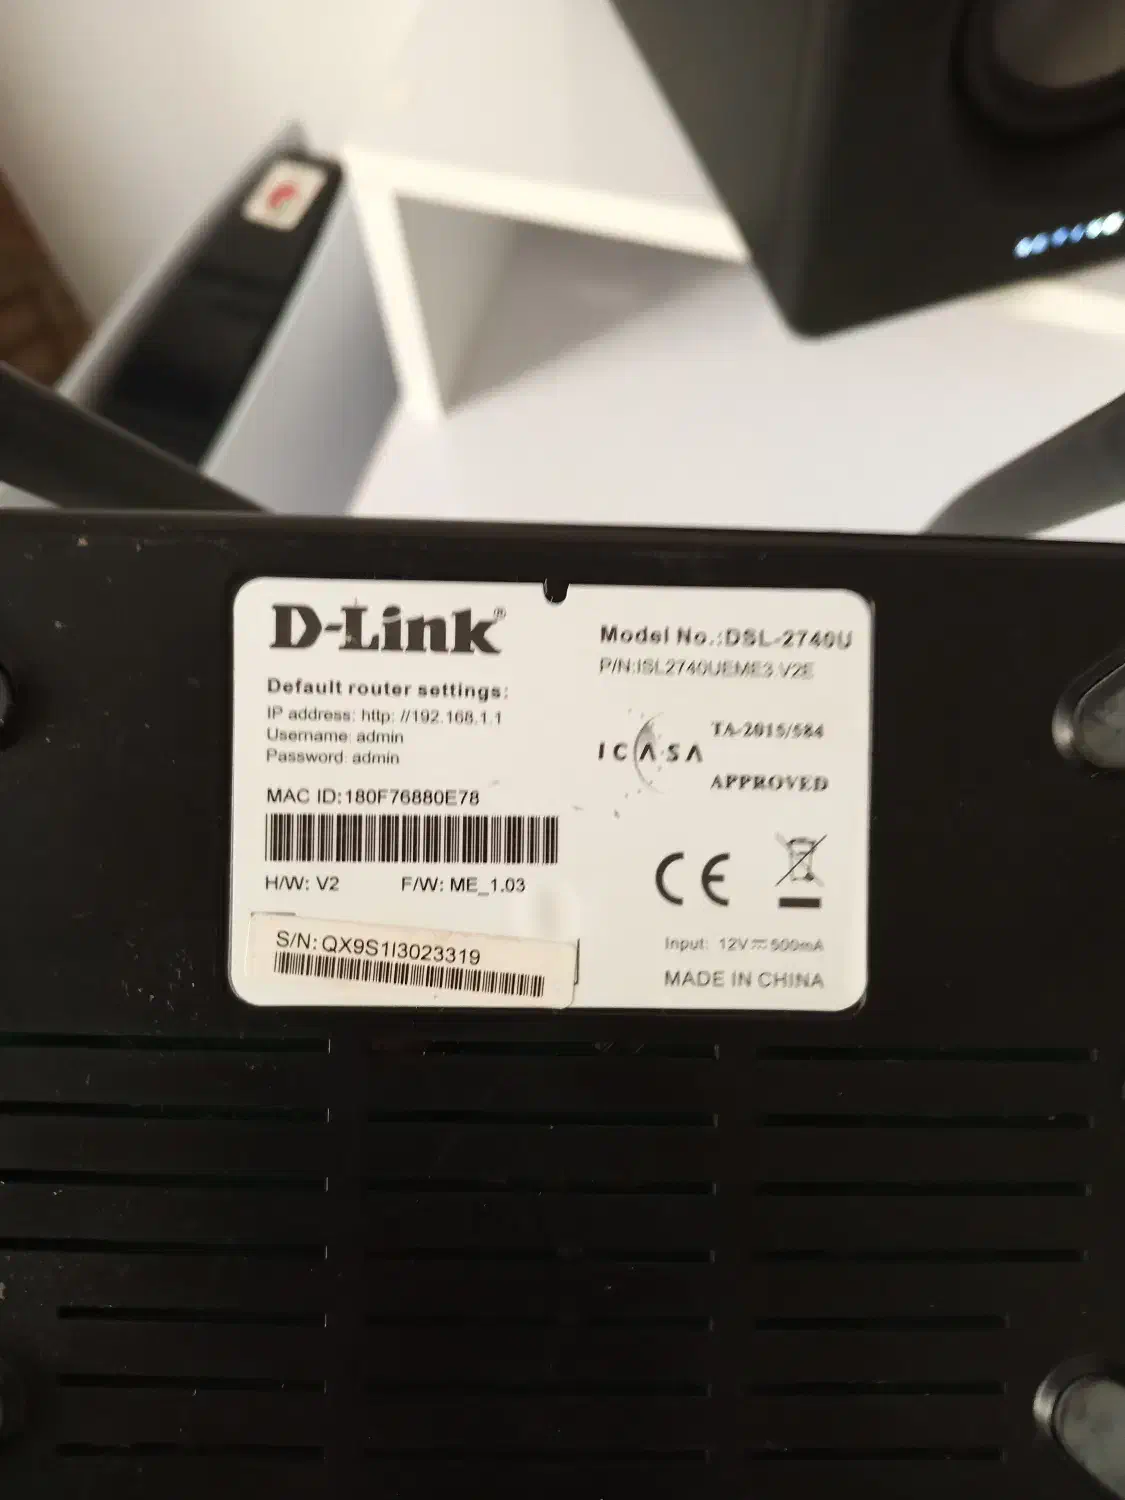 D-Link®
Default router settings:
IP address: http: //192.168.1.1
Username: admin
Password: admin
MAC ID:180F76880E78
H/W: V2 F/W: ME_1.03
S/N: QX9S1I3023319
Model No.:DSL-2740U
P/N:ISL2740UEME3.V2E
ICASA
TA-2015/584
APPROVED
CE
Input: 12V⎓500mA
MADE IN CHINA